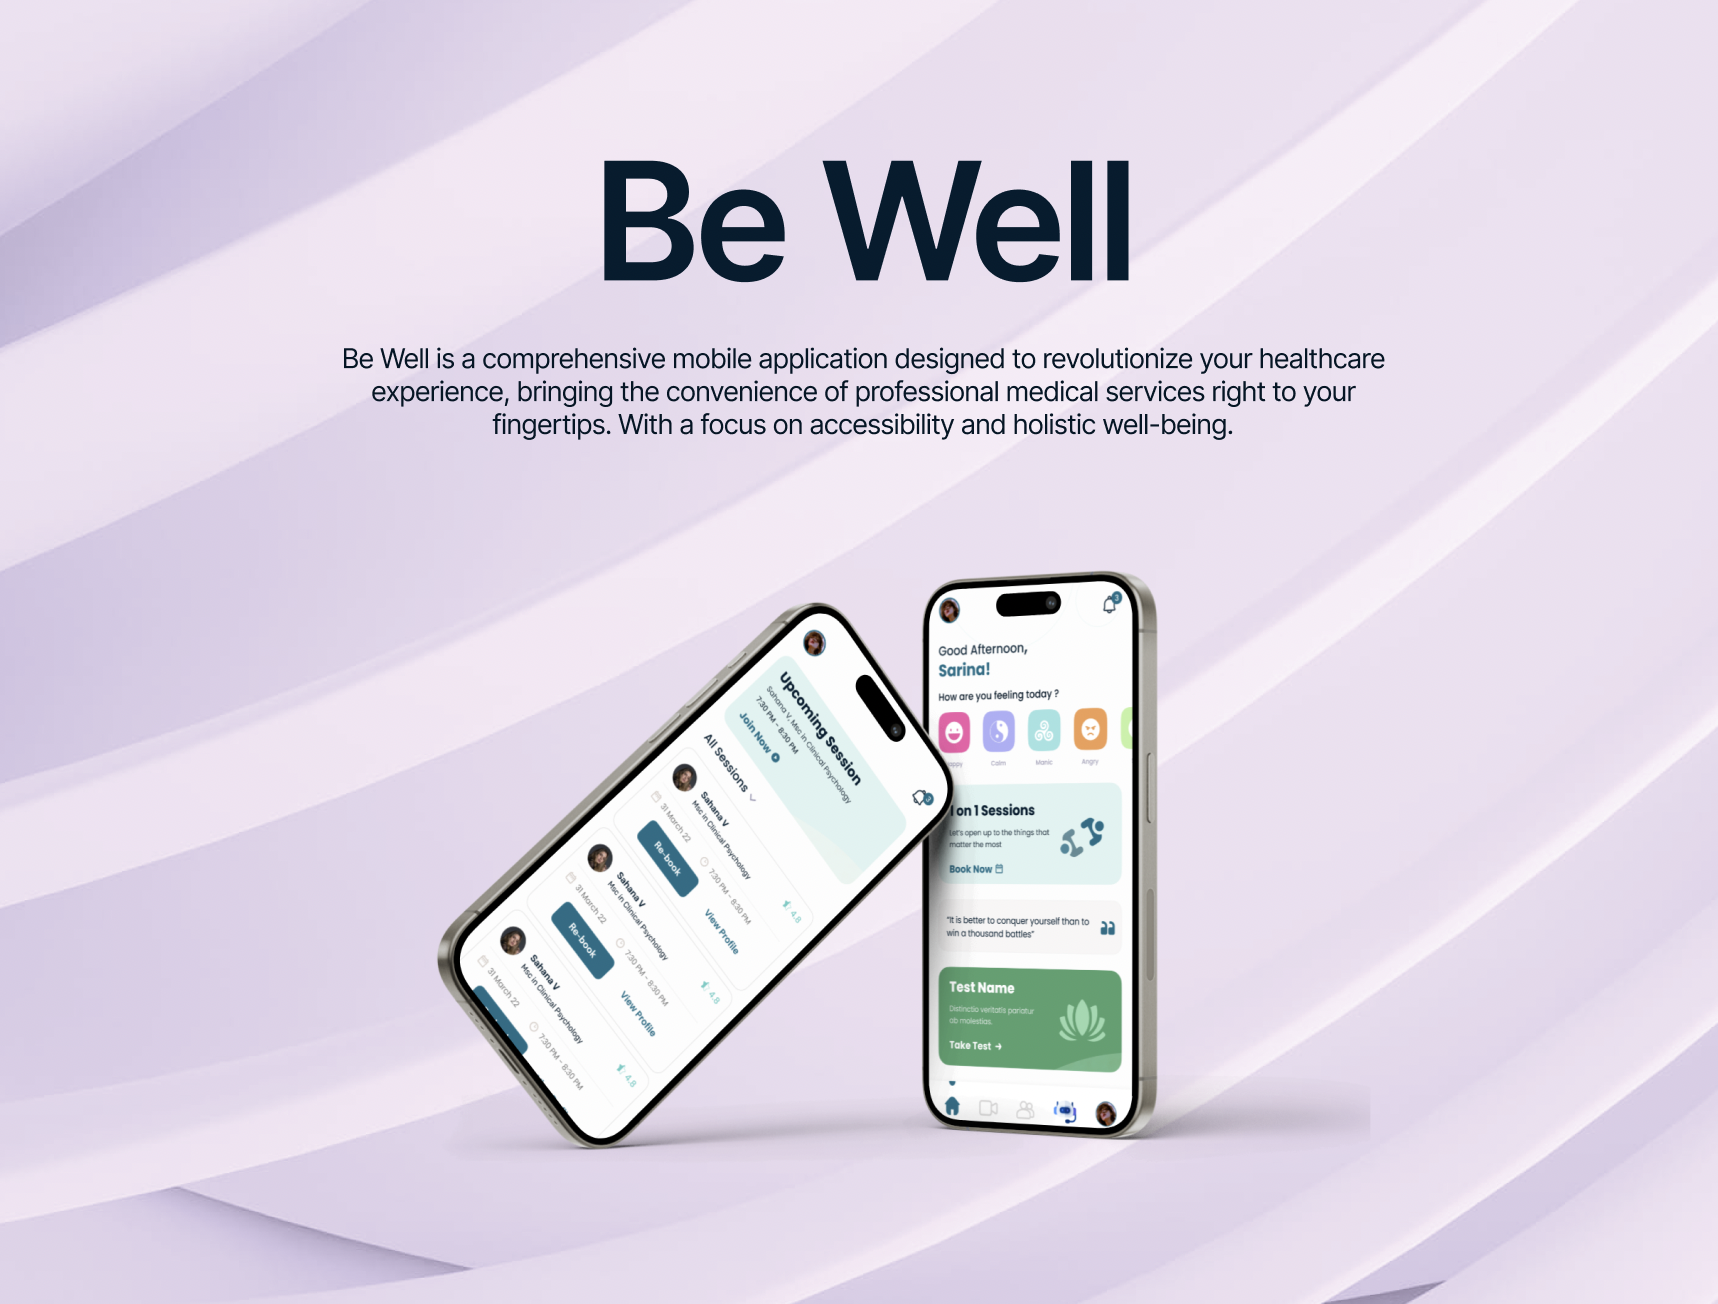 Be Well
Be Well is a comprehensive mobile application designed to revolutionize your healthcare
experience, bringing the convenience of professional medical services right to your
fingertips. With a focus on accessibility and holistic well-being.
Upcoming Session
Sahana V, Msc in Clinical Psychology
7:30 PM - 8:30 PM
Join Now
All Sessions
Sahana V
Msc in Clinical Psychology
31 March 22
7:30 PM - 8:30 PM
4.8
Re-book
View Profile
Sahana V
Msc in Clinical Psychology
31 March 22
7:30 PM - 8:30 PM
4.8
Re-book
View Profile
Sahana V
Msc in Clinical Psychology
31 March 22
7:30 PM - 8:30 PM
4.8
Good Afternoon,
Sarina!
How are you feeling today ?
Calm
Manic
Angry
1 on 1 Sessions
Let's open up to the things that
matter the most
Book Now
"It is better to conquer yourself than to
win a thousand battles"
Test Name
Distinctio veritatis pariatur
ab molestias.
Take Test →